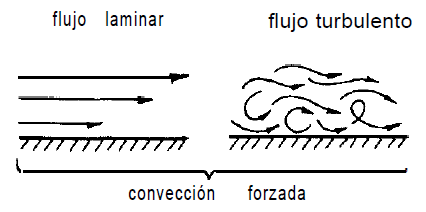 flujo laminar
flujo turbulento
convección forzada